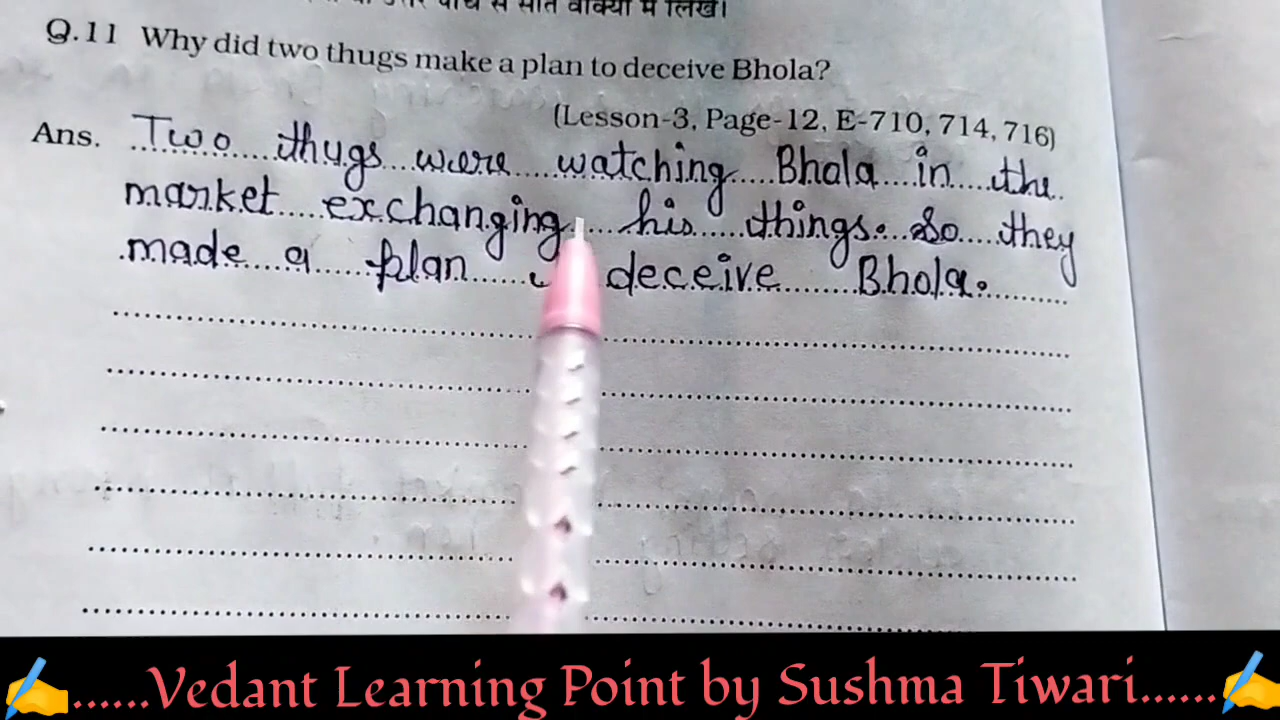 के उत्तर पाँच से सात वाक्यों में लिखें।
Q.11 Why did two thugs make a plan to deceive Bhola?
(Lesson-3, Page-12, E-710, 714, 716)
Ans. Two thugs were watching Bhola in the
market exchanging his things. So they
made a plan deceive Bhola.
✍️......Vedant Learning Point by Sushma Tiwari......✍️